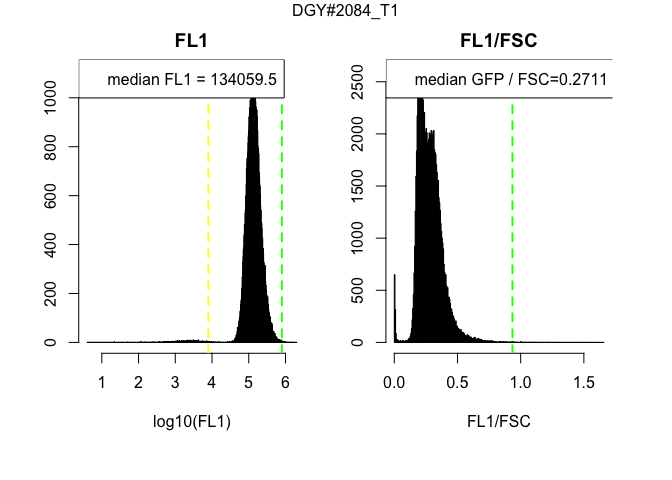 DGY#2084_T1
FL1
FL1/FSC
median FL1 = 134059.5
median GFP / FSC=0.2711
1000
800
600
400
200
0
2500
2000
1500
1000
500
0
1 2 3 4 5 6
0.0 0.5 1.0 1.5
log10(FL1)
FL1/FSC